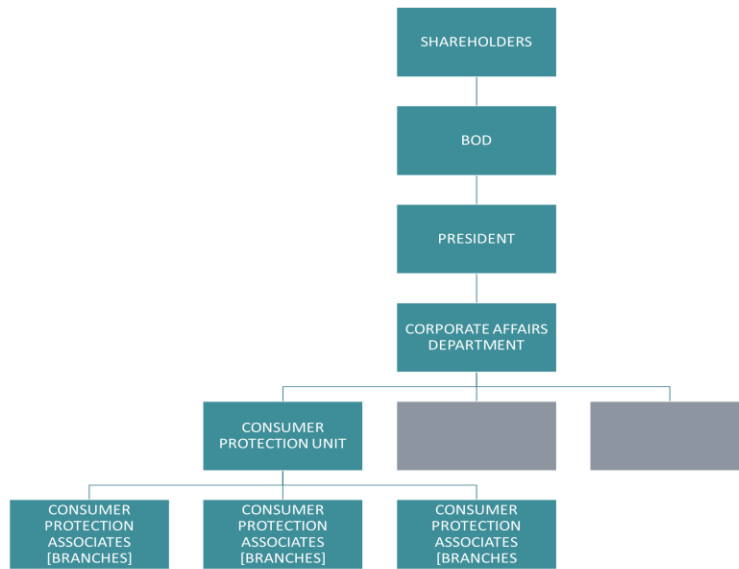 SHAREHOLDERS
BOD
PRESIDENT
CORPORATE AFFAIRS
DEPARTMENT
CONSUMER
PROTECTION UNIT
CONSUMER
PROTECTION
ASSOCIATES
[BRANCHES]
CONSUMER
PROTECTION
ASSOCIATES
[BRANCHES]
CONSUMER
PROTECTION
ASSOCIATES
[BRANCHES